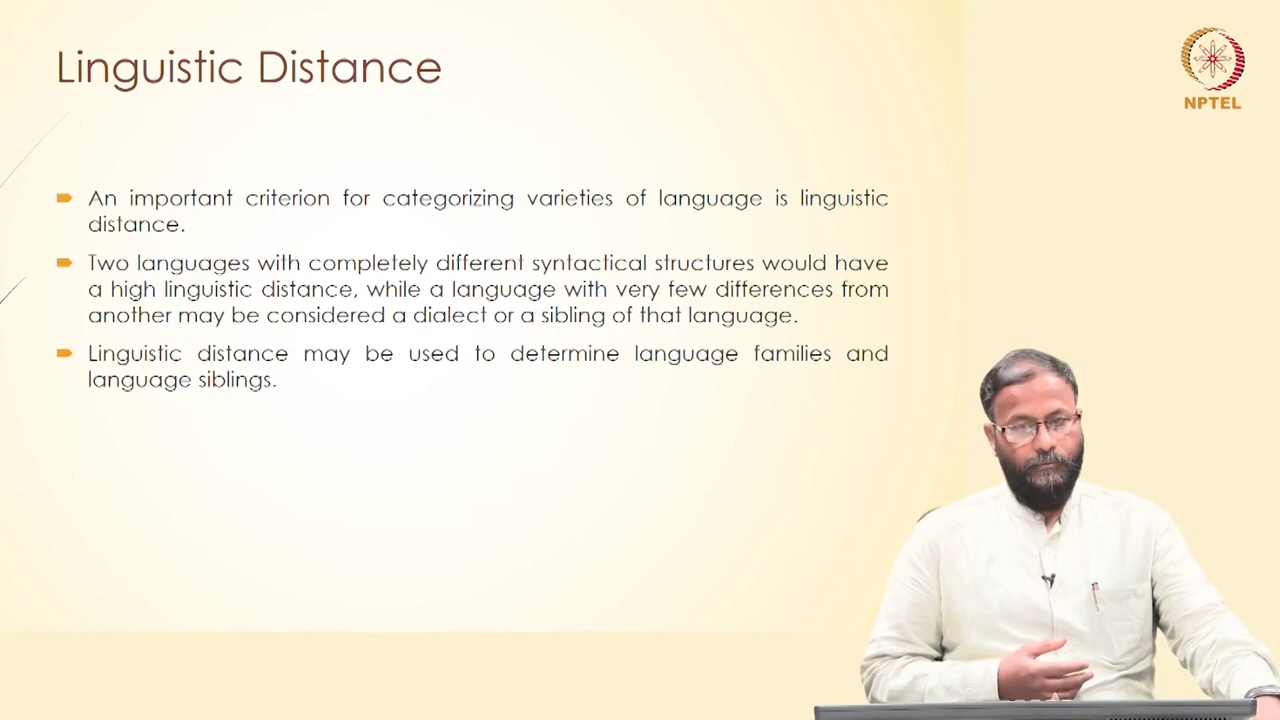 Linguistic Distance
NPTEL
An important criterion for categorizing varieties of language is linguistic
distance.
Two languages with completely different syntactical structures would have
a high linguistic distance, while a language with very few differences from
another may be considered a dialect or a sibling of that language.
Linguistic distance may be used to determine language families and
language siblings.